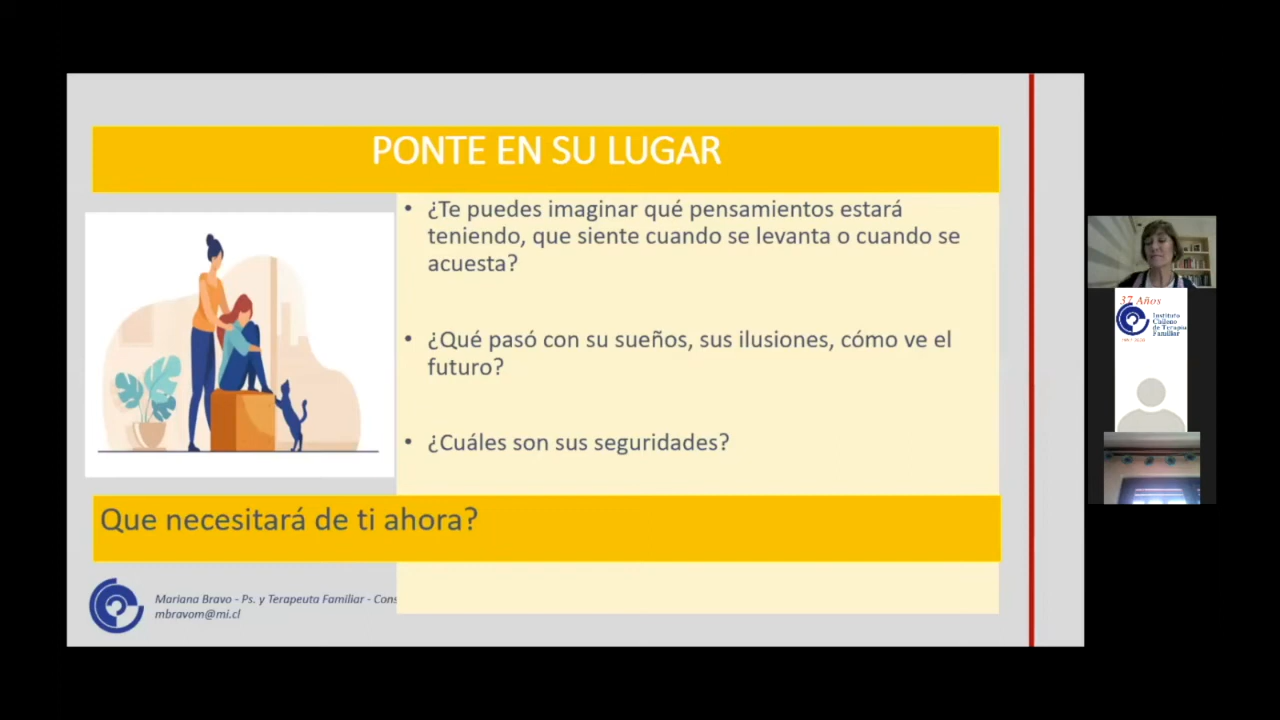 PONTE EN SU LUGAR
• ¿Te puedes imaginar qué pensamientos estará
teniendo, que siente cuando se levanta o cuando se
acuesta?
• ¿Qué pasó con su sueños, sus ilusiones, cómo ve el
futuro?
• ¿Cuáles son sus seguridades?
Que necesitará de ti ahora?
Mariana Bravo - Ps. y Terapeuta Familiar - Cons
mbravom@mi.cl
37 Años
Instituto
Chileno
de Terapia
Familiar